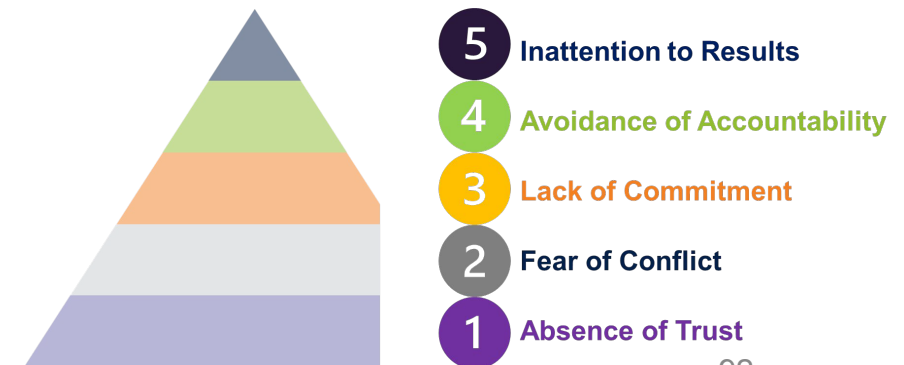 5 Inattention to Results
4 Avoidance of Accountability
3 Lack of Commitment
2 Fear of Conflict
1 Absence of Trust